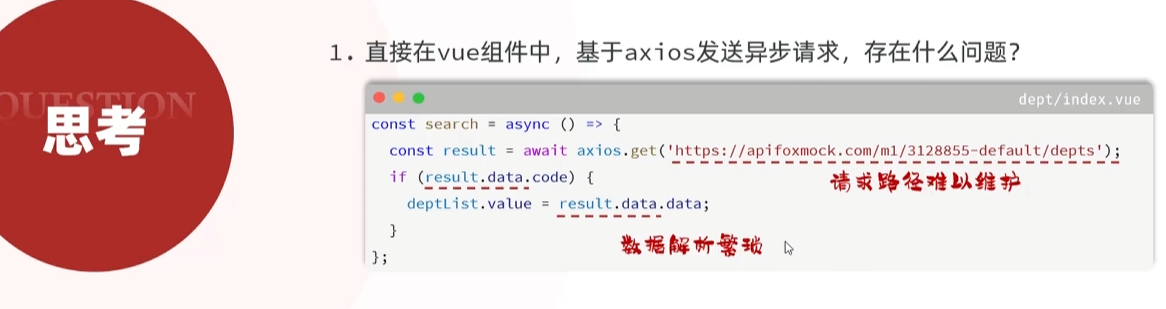 QUESTION
思考
1. 直接在vue组件中，基于axios发送异步请求，存在什么问题？
dept/index.vue
const search = async () => {
  const result = await axios.get('https://apifoxmock.com/m1/3128855-default/depts');
  if (result.data.code) {
请求路径难以维护
    deptList.value = result.data.data;
  }
数据解析繁琐
};